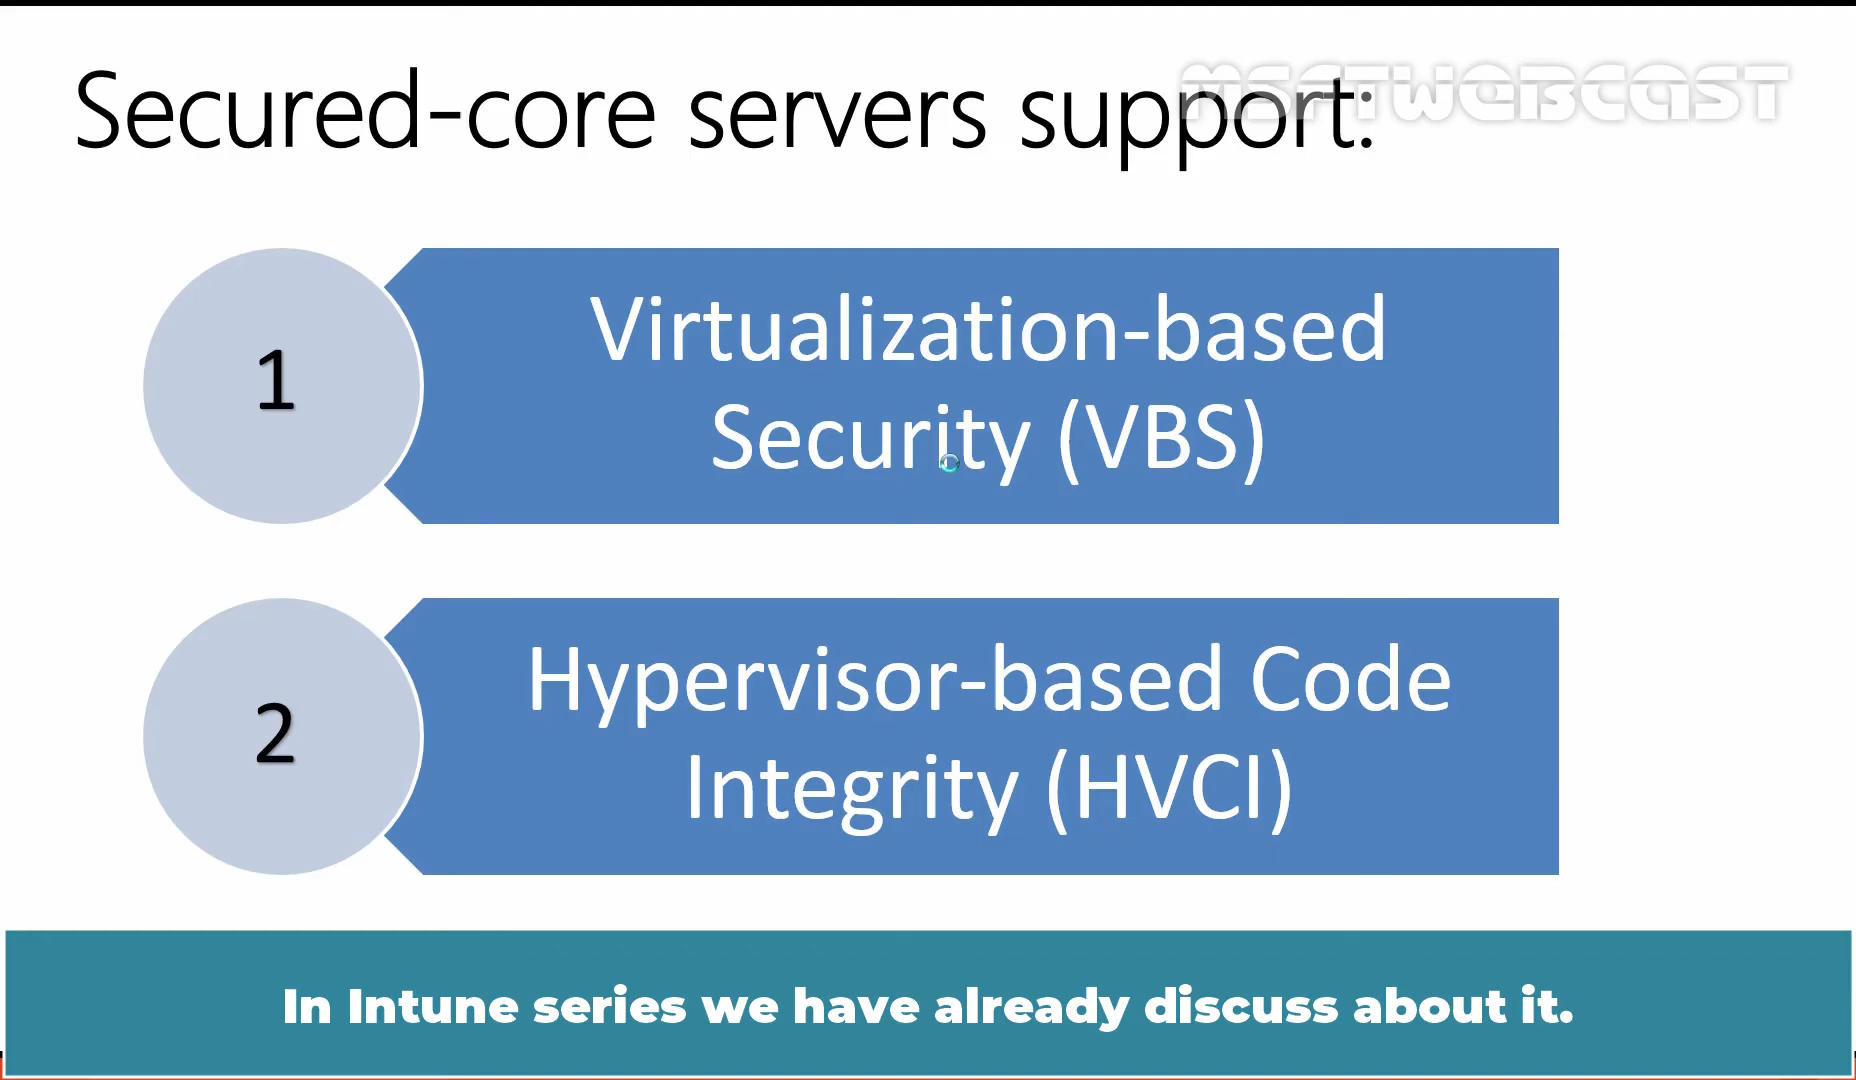 Secured-core servers support:
MSFTWEBCAST
1
Virtualization-based
Security (VBS)
2
Hypervisor-based Code
Integrity (HVCI)
In Intune series we have already discuss about it.